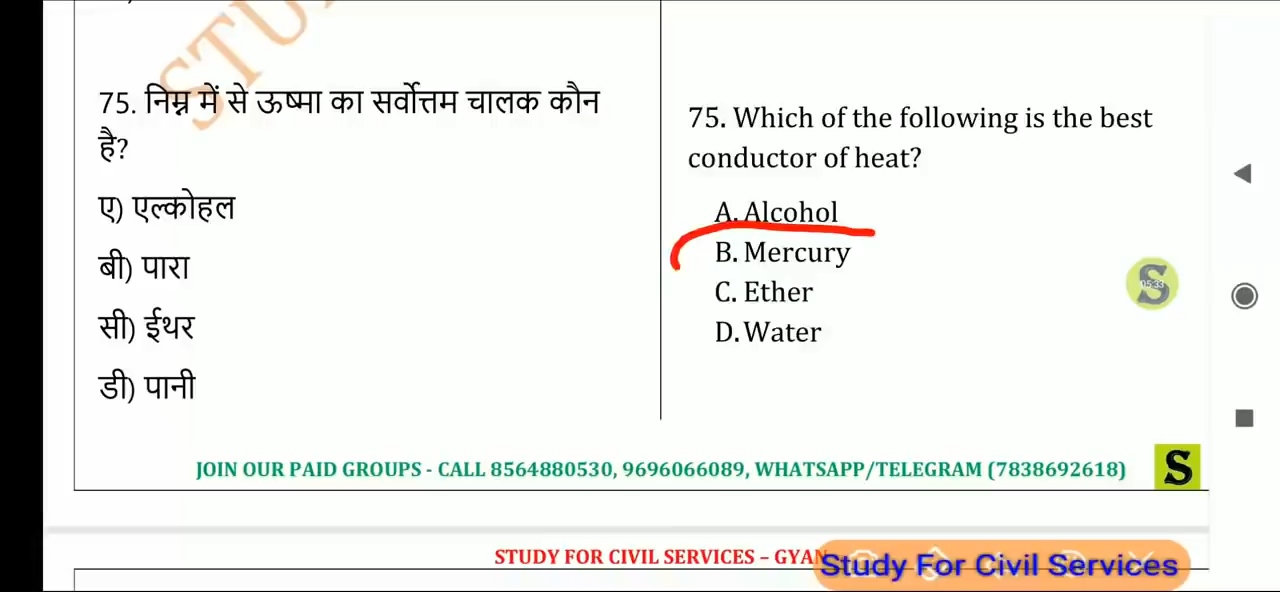 75. निम्न में से ऊष्मा का सर्वोत्तम चालक कौन
है?
ए) एल्कोहल
बी) पारा
सी) ईथर
डी) पानी
75. Which of the following is the best
conductor of heat?
A. Alcohol
B. Mercury
C. Ether
D. Water
S
JOIN OUR PAID GROUPS - CALL 8564880530, 9696066089, WHATSAPP/TELEGRAM (7838692618)
S
STUDY FOR CIVIL SERVICES – GYAN
Study For Civil Services